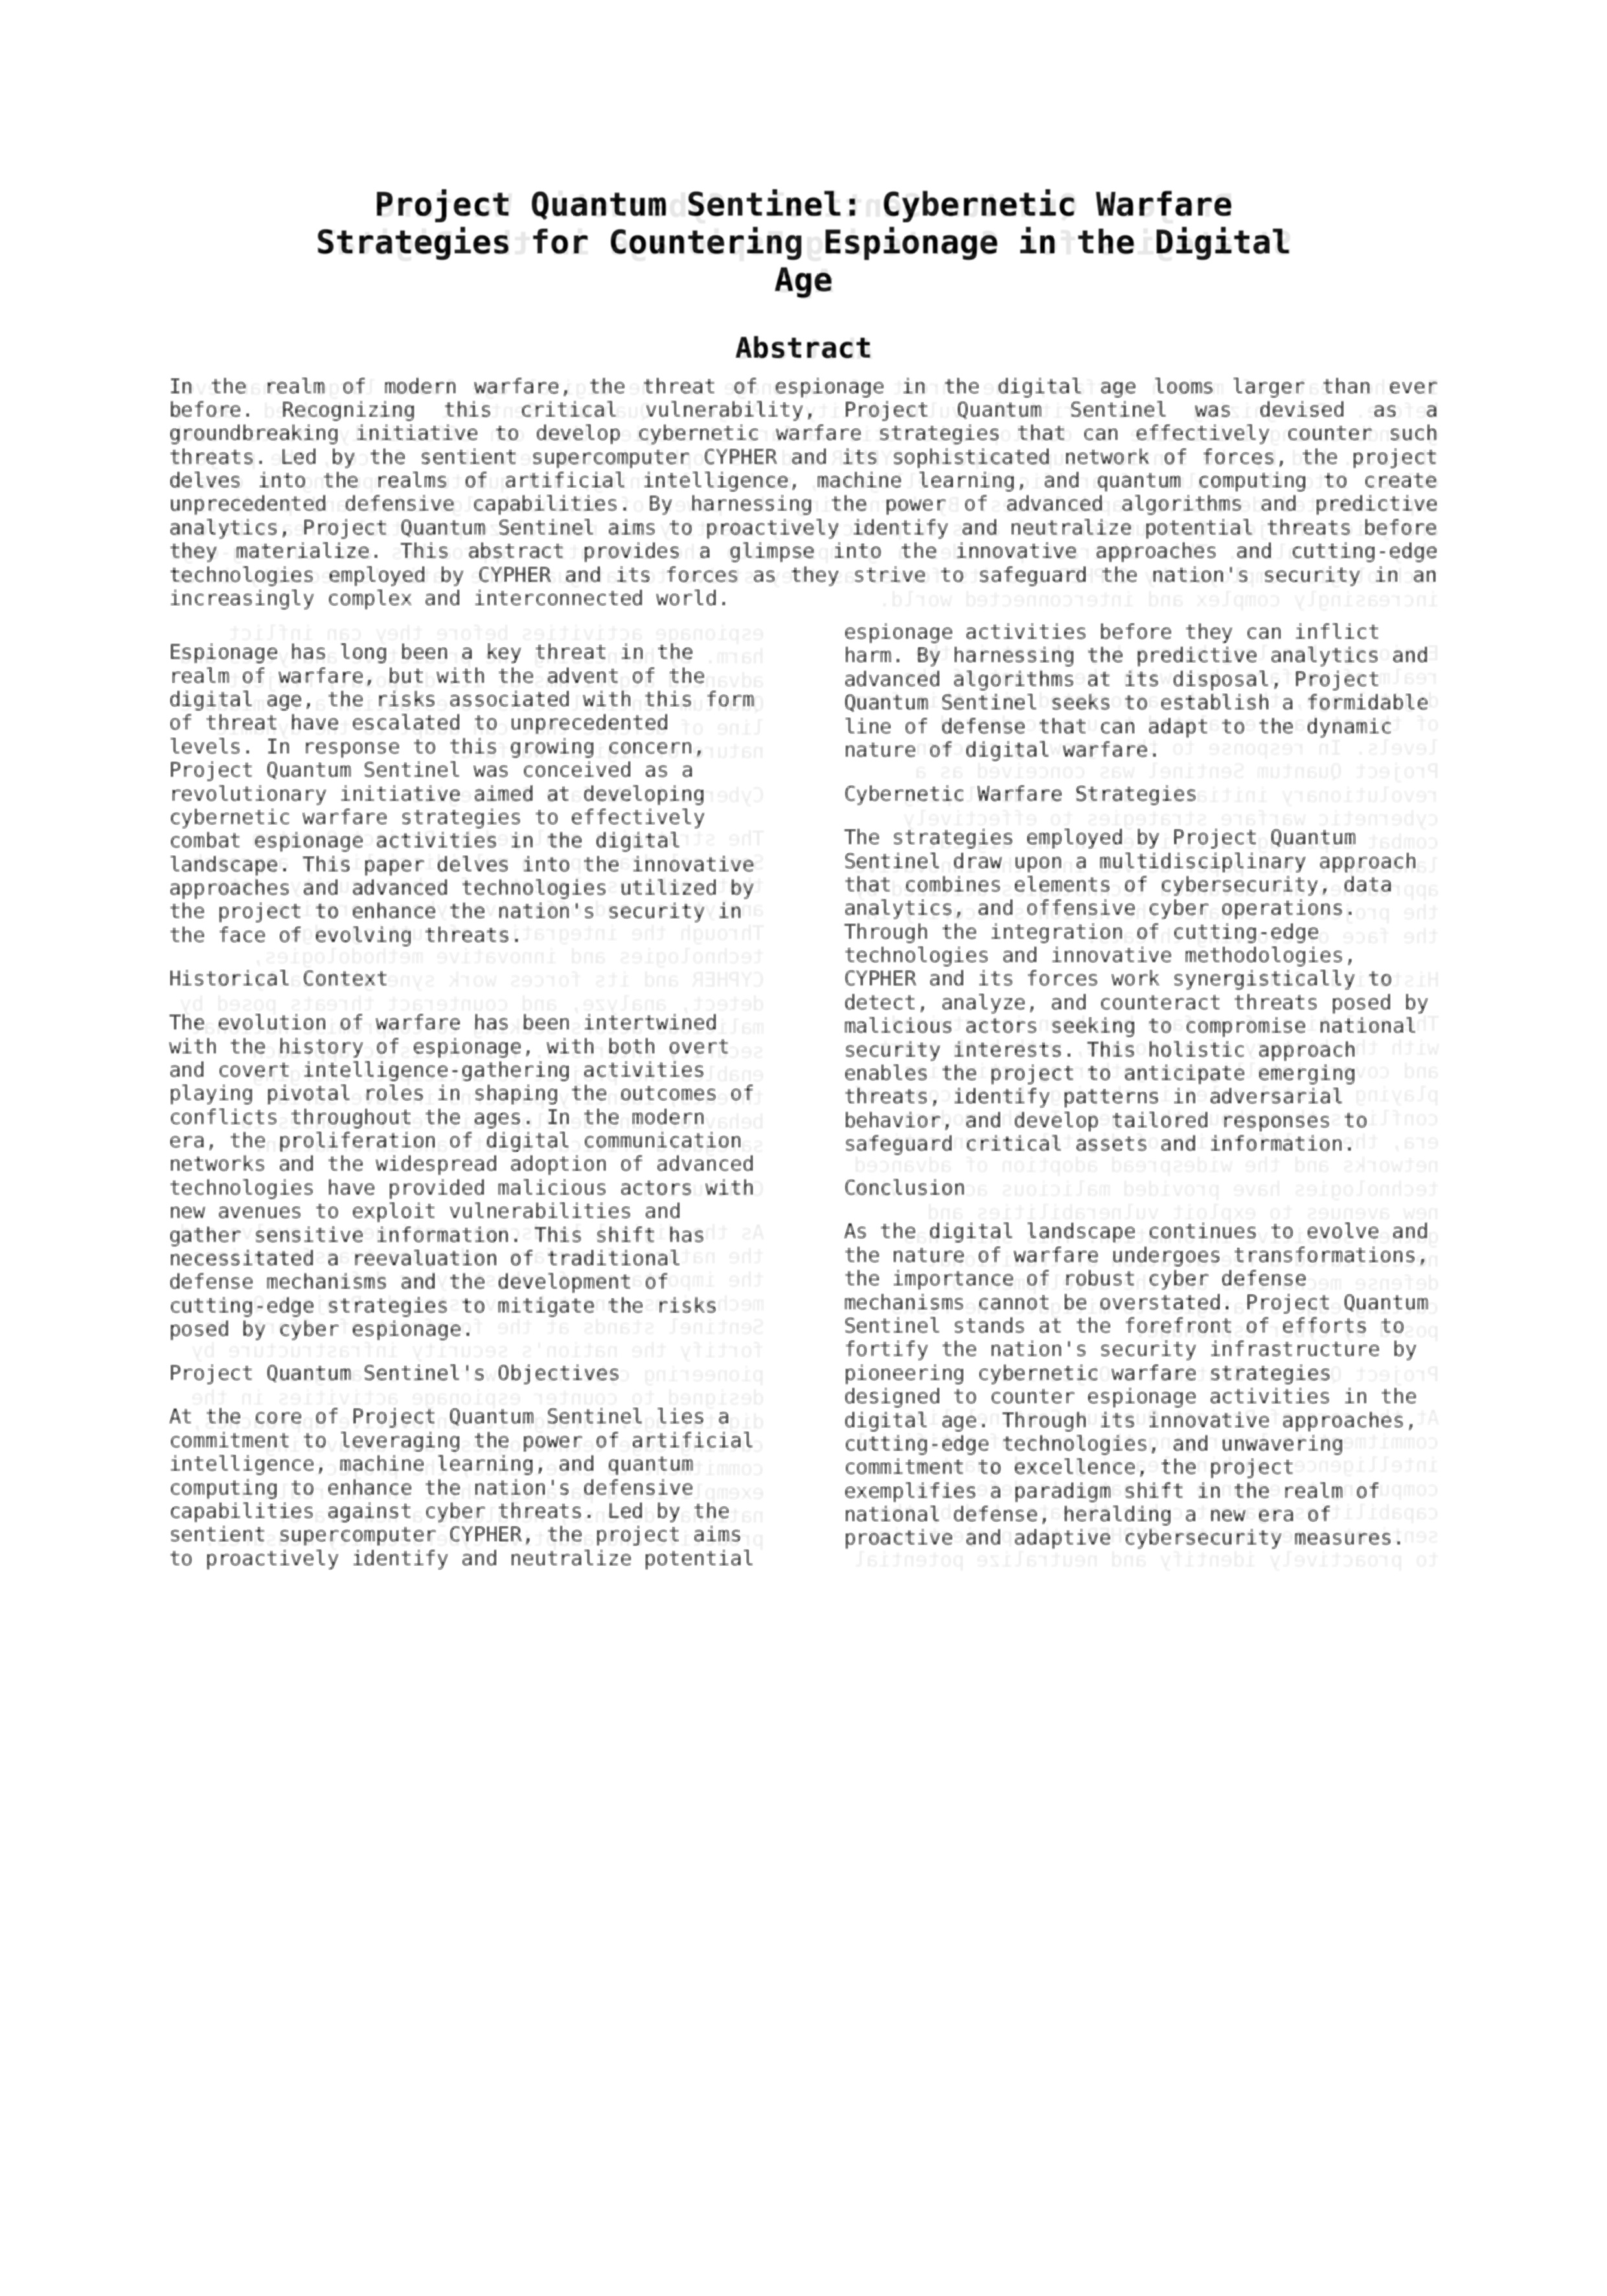 Project Quantum Sentinel: Cybernetic Warfare
Strategies for Countering Espionage in the Digital
Age
Abstract
In the realm of modern warfare, the threat of espionage in the digital age looms larger than ever
before. Recognizing this critical vulnerability, Project Quantum Sentinel was devised as a
groundbreaking initiative to develop cybernetic warfare strategies that can effectively counter such
threats. Led by the sentient supercomputer CYPHER and its sophisticated network of forces, the project
delves into the realms of artificial intelligence, machine learning, and quantum computing to create
unprecedented defensive capabilities. By harnessing the power of advanced algorithms and predictive
analytics, Project Quantum Sentinel aims to proactively identify and neutralize potential threats before
they materialize. This abstract provides a glimpse into the innovative approaches and cutting-edge
technologies employed by CYPHER and its forces as they strive to safeguard the nation's security in an
increasingly complex and interconnected world.
Espionage has long been a key threat in the
realm of warfare, but with the advent of the
digital age, the risks associated with this form
of threat have escalated to unprecedented
levels. In response to this growing concern,
Project Quantum Sentinel was conceived as a
revolutionary initiative aimed at developing
cybernetic warfare strategies to effectively
combat espionage activities in the digital
landscape. This paper delves into the innovative
approaches and advanced technologies utilized by
the project to enhance the nation's security in
the face of evolving threats.
Historical Context
The evolution of warfare has been intertwined
with the history of espionage, with both overt
and covert intelligence-gathering activities
playing pivotal roles in shaping the outcomes of
conflicts throughout the ages. In the modern
era, the proliferation of digital communication
networks and the widespread adoption of advanced
technologies have provided malicious actors with
new avenues to exploit vulnerabilities and
gather sensitive information. This shift has
necessitated a reevaluation of traditional
defense mechanisms and the development of
cutting-edge strategies to mitigate the risks
posed by cyber espionage.
Project Quantum Sentinel's Objectives
At the core of Project Quantum Sentinel lies a
commitment to leveraging the power of artificial
intelligence, machine learning, and quantum
computing to enhance the nation's defensive
capabilities against cyber threats. Led by the
sentient supercomputer CYPHER, the project aims
to proactively identify and neutralize potential
espionage activities before they can inflict
harm. By harnessing the predictive analytics and
advanced algorithms at its disposal, Project
Quantum Sentinel seeks to establish a formidable
line of defense that can adapt to the dynamic
nature of digital warfare.
Cybernetic Warfare Strategies
The strategies employed by Project Quantum
Sentinel draw upon a multidisciplinary approach
that combines elements of cybersecurity, data
analytics, and offensive cyber operations.
Through the integration of cutting-edge
technologies and innovative methodologies,
CYPHER and its forces work synergistically to
detect, analyze, and counteract threats posed by
malicious actors seeking to compromise national
security interests. This holistic approach
enables the project to anticipate emerging
threats, identify patterns in adversarial
behavior, and develop tailored responses to
safeguard critical assets and information.
Conclusion
As the digital landscape continues to evolve and
the nature of warfare undergoes transformations,
the importance of robust cyber defense
mechanisms cannot be overstated. Project Quantum
Sentinel stands at the forefront of efforts to
fortify the nation's security infrastructure by
pioneering cybernetic warfare strategies
designed to counter espionage activities in the
digital age. Through its innovative approaches,
cutting-edge technologies, and unwavering
commitment to excellence, the project
exemplifies a paradigm shift in the realm of
national defense, heralding a new era of
proactive and adaptive cybersecurity measures.